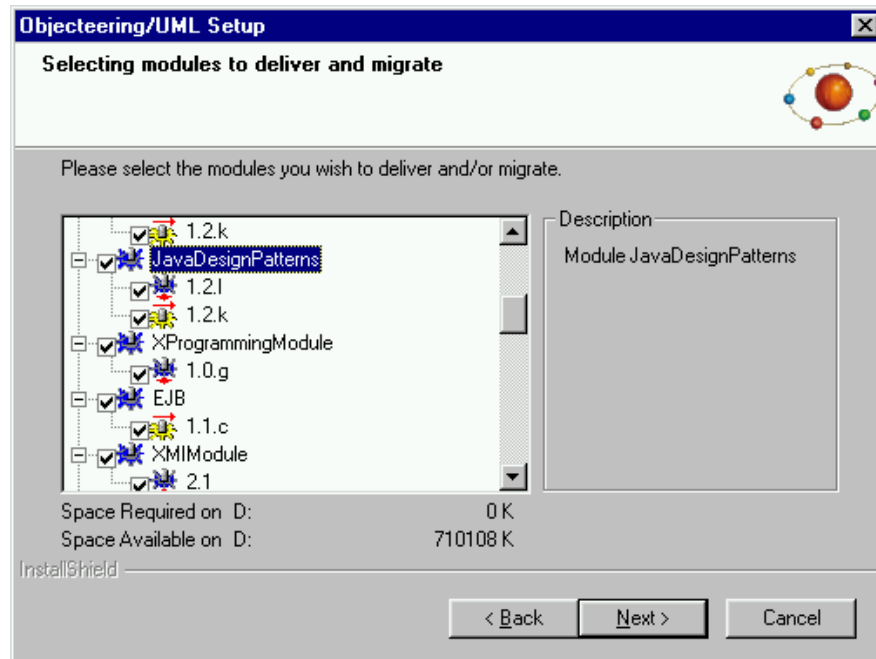 Objecteering/UML Setup
Selecting modules to deliver and migrate
Please select the modules you wish to deliver and/or migrate.
1.2.k
JavaDesignPatterns
1.2.l
1.2.k
XProgrammingModule
1.0.g
EJB
1.1.c
XMIModule
2.1
Description
Module JavaDesignPatterns
Space Required on D: 0 K
Space Available on D: 710108 K
InstallShield
< Back
Next >
Cancel